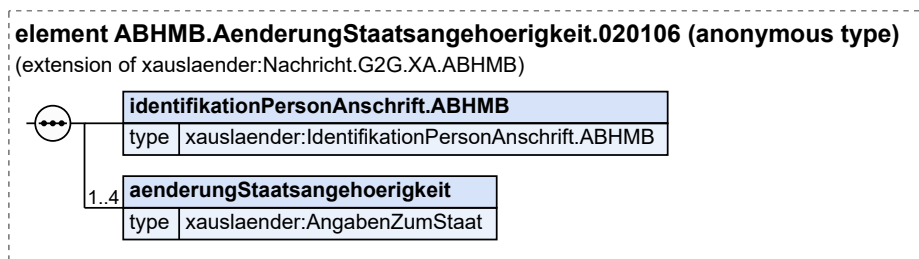 element ABHMB.AenderungStaatsangehoerigkeit.020106 (anonymous type)
(extension of xauslaender:Nachricht.G2G.XA.ABHMB)
identifikationPersonAnschrift.ABHMB
type xauslaender:IdentifikationPersonAnschrift.ABHMB
1..4 aenderungStaatsangehoerigkeit
type xauslaender:AngabenZumStaat